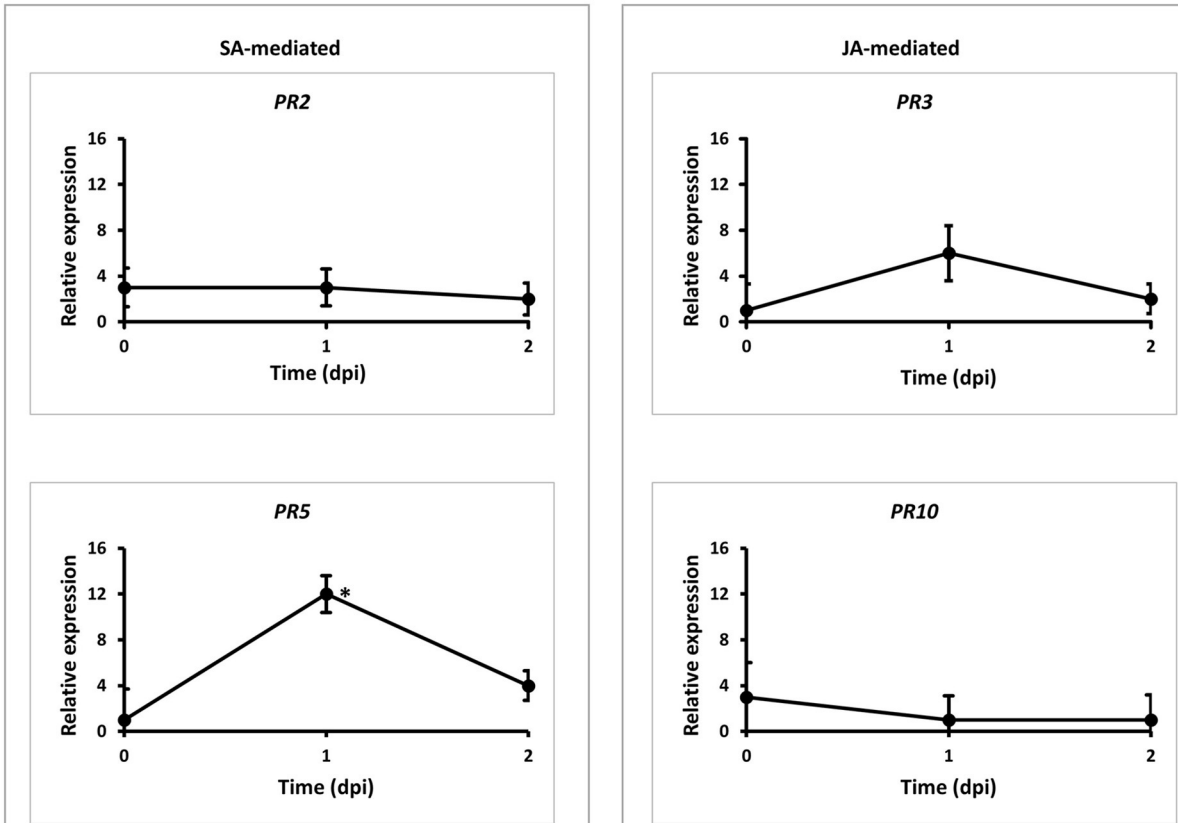 SA-mediated
PR2
16
12
8
4
0
Relative expression
0 1 2
Time (dpi)
PR5
16
12
8
4
0
Relative expression
*
0 1 2
Time (dpi)
JA-mediated
PR3
16
12
8
4
0
Relative expression
0 1 2
Time (dpi)
PR10
16
12
8
4
0
Relative expression
0 1 2
Time (dpi)